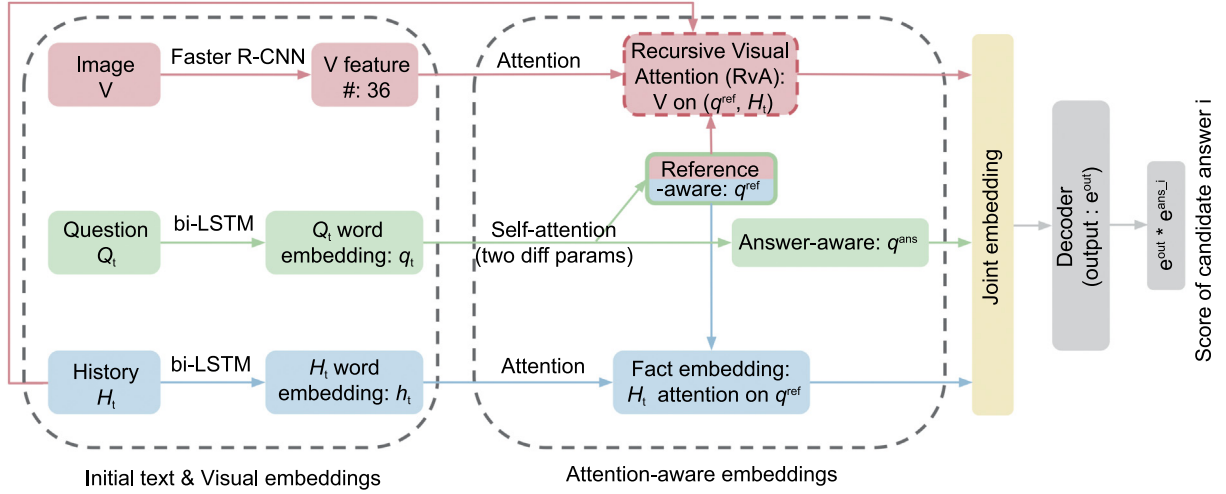 Image
V
Faster R-CNN
V feature
#: 36
Attention
Recursive Visual
Attention (RvA):
V on (qʳᵉᶠ, Hₜ)
Reference
-aware: qʳᵉᶠ
Question
Qₜ
bi-LSTM
Qₜ word
embedding: qₜ
Self-attention
(two diff params)
Answer-aware: qᵃⁿˢ
History
Hₜ
bi-LSTM
Hₜ word
embedding: hₜ
Attention
Fact embedding:
Hₜ attention on qʳᵉᶠ
Joint embedding
Decoder
(output : eᵒᵘᵗ)
eᵒᵘᵗ * eᵃⁿˢ_ⁱ
Score of candidate answer i
Initial text & Visual embeddings
Attention-aware embeddings